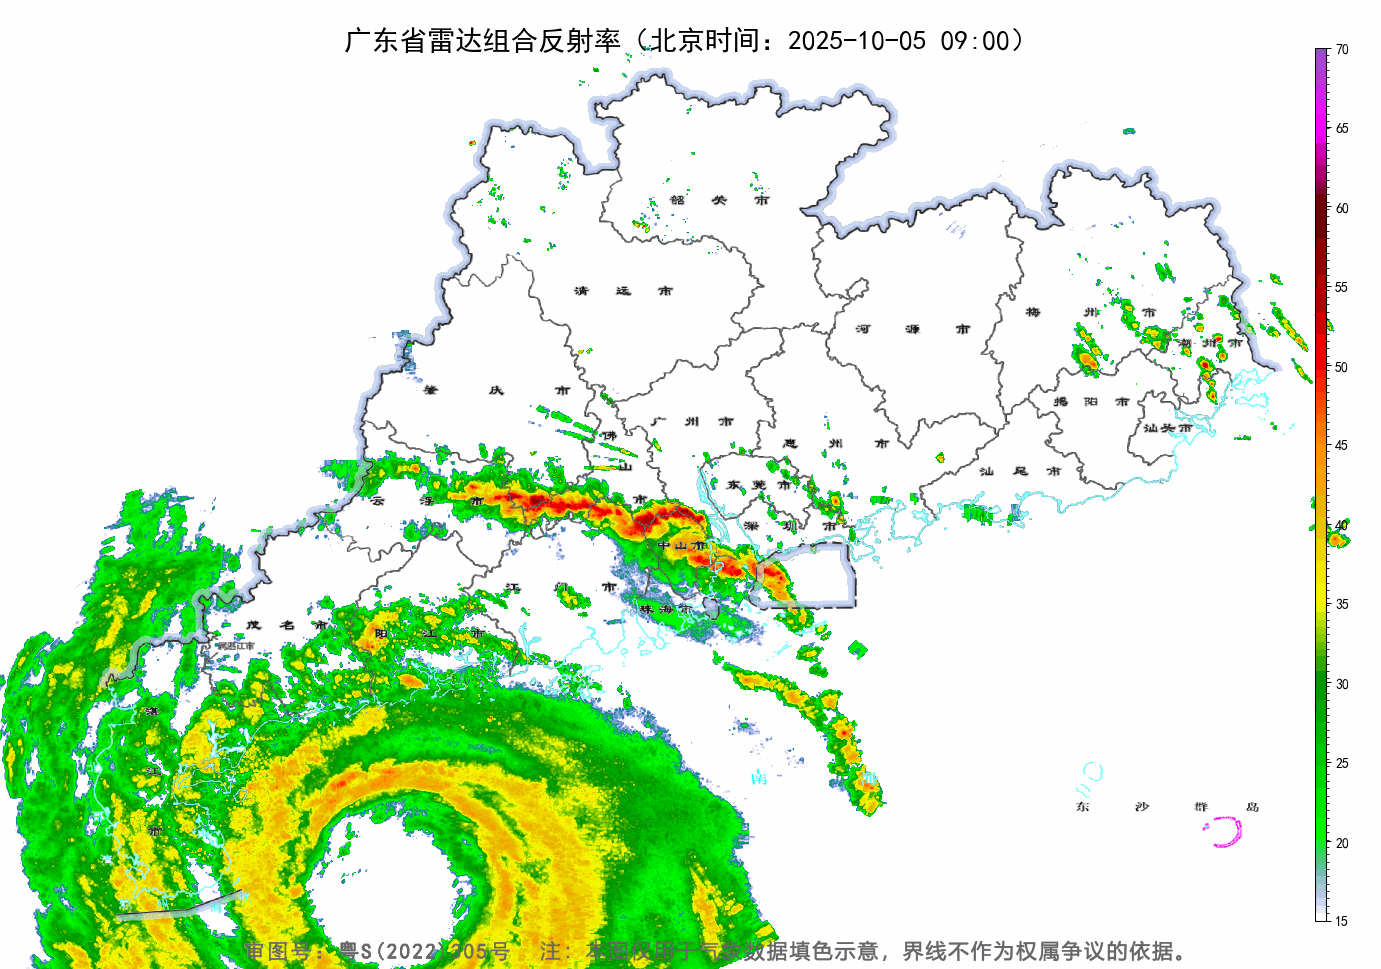 广东省雷达组合反射率（北京时间：2025-10-05 09:00）
70
65
60
55
50
45
40
35
30
25
20
15
韶关市
清远市
河源市
梅州市
潮州市
肇庆市
广州市
佛山市
惠州市
揭阳市
汕头市
汕尾市
东莞市
云浮市
深圳市
中山市
江门市
珠海市
茂名市
阳江市
属湛江市
湛江市
南海
东沙群岛
审图号：粤S(2022)305号 注：本图仅用于气象数据填色示意，界线不作为权属争议的依据。